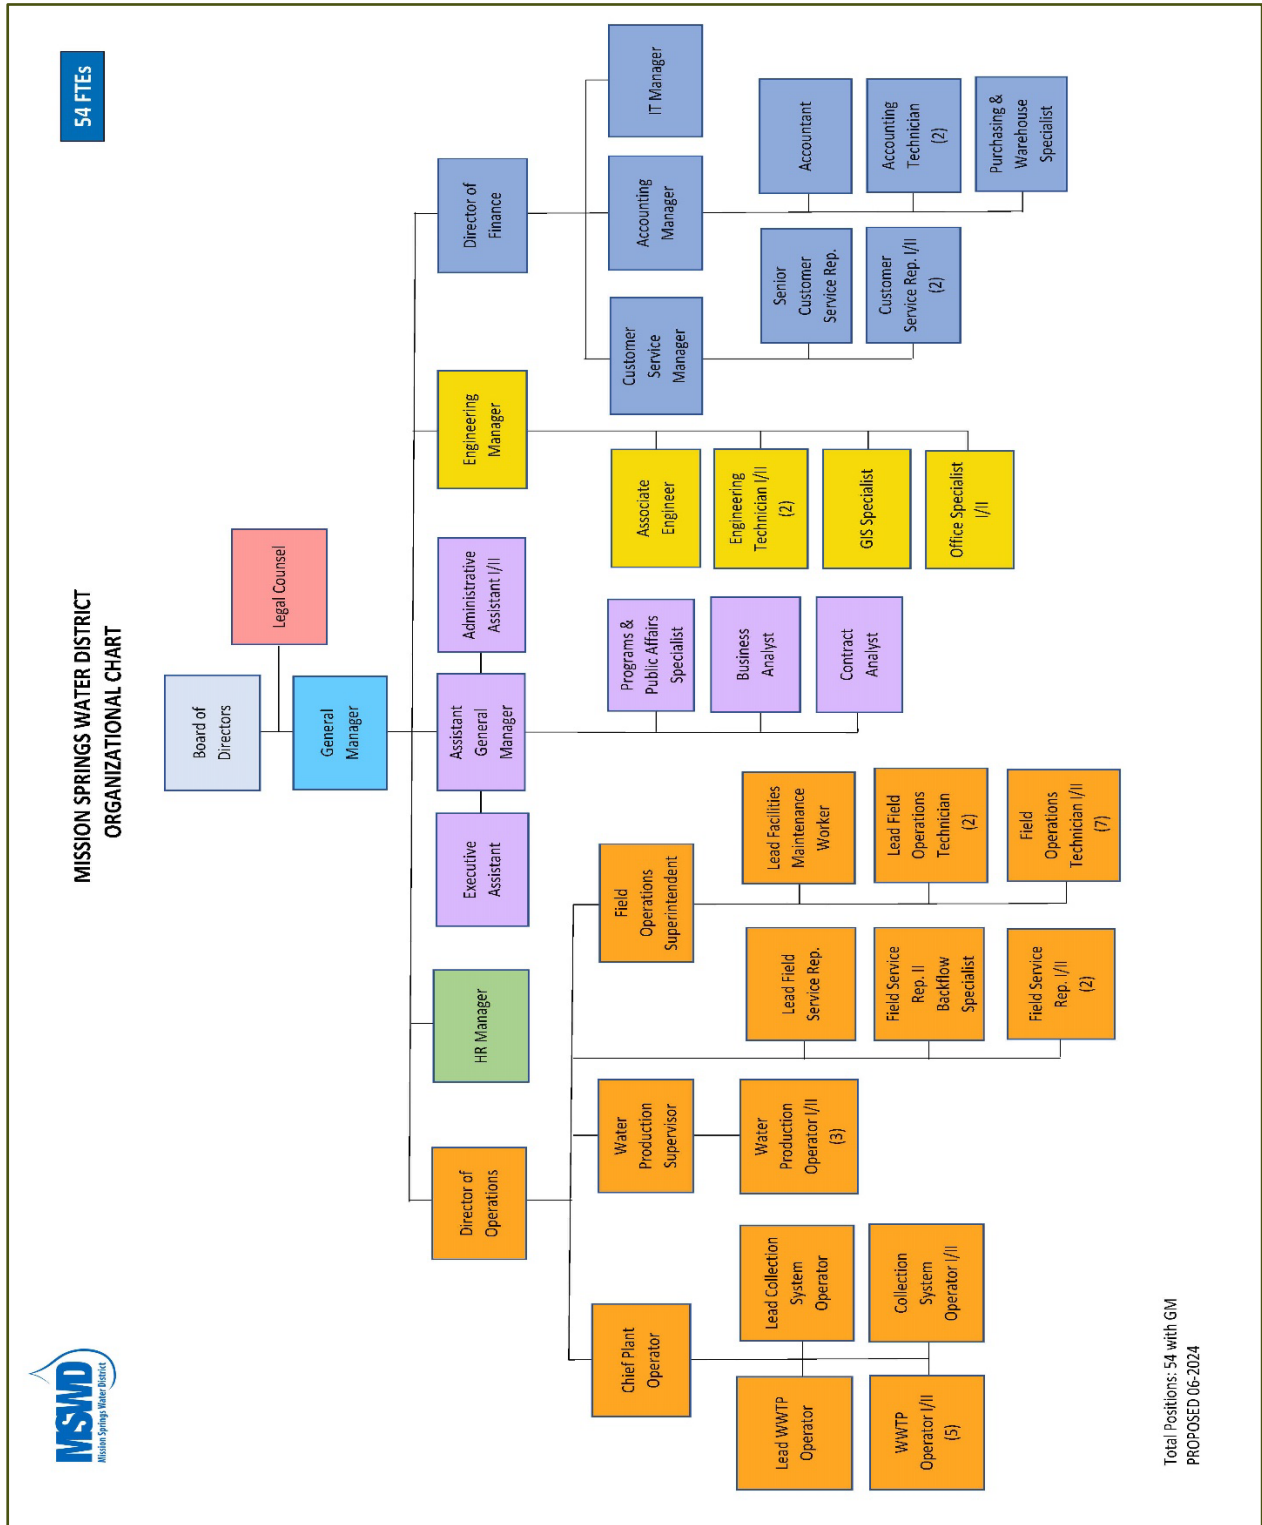 MSWD
Mission Springs Water District
MISSION SPRINGS WATER DISTRICT
ORGANIZATIONAL CHART
54 FTEs
Board of
Directors
Legal Counsel
General
Manager
Director of
Operations
HR Manager
Executive
Assistant
Assistant
General
Manager
Administrative
Assistant I/II
Engineering
Manager
Director of
Finance
Chief Plant
Operator
Water
Production
Supervisor
Field
Operations
Superintendent
Programs &
Public Affairs
Specialist
Associate
Engineer
Customer
Service
Manager
Accounting
Manager
IT Manager
Lead WWTP
Operator
Lead Collection
System
Operator
Water
Production
Operator I/II
(3)
Lead Field
Service Rep.
Lead Facilities
Maintenance
Worker
Business
Analyst
Engineering
Technician I/II
(2)
Senior
Customer
Service Rep.
Accountant
WWTP
Operator I/II
(5)
Collection
System
Operator I/II
Field Service
Rep. II
Backflow
Specialist
Lead Field
Operations
Technician
(2)
Contract
Analyst
GIS Specialist
Customer
Service Rep. I/II
(2)
Accounting
Technician
(2)
Field Service
Rep. I/II
(2)
Field
Operations
Technician I/II
(7)
Office Specialist
I/II
Purchasing &
Warehouse
Specialist
Total Positions: 54 with GM
PROPOSED 06-2024